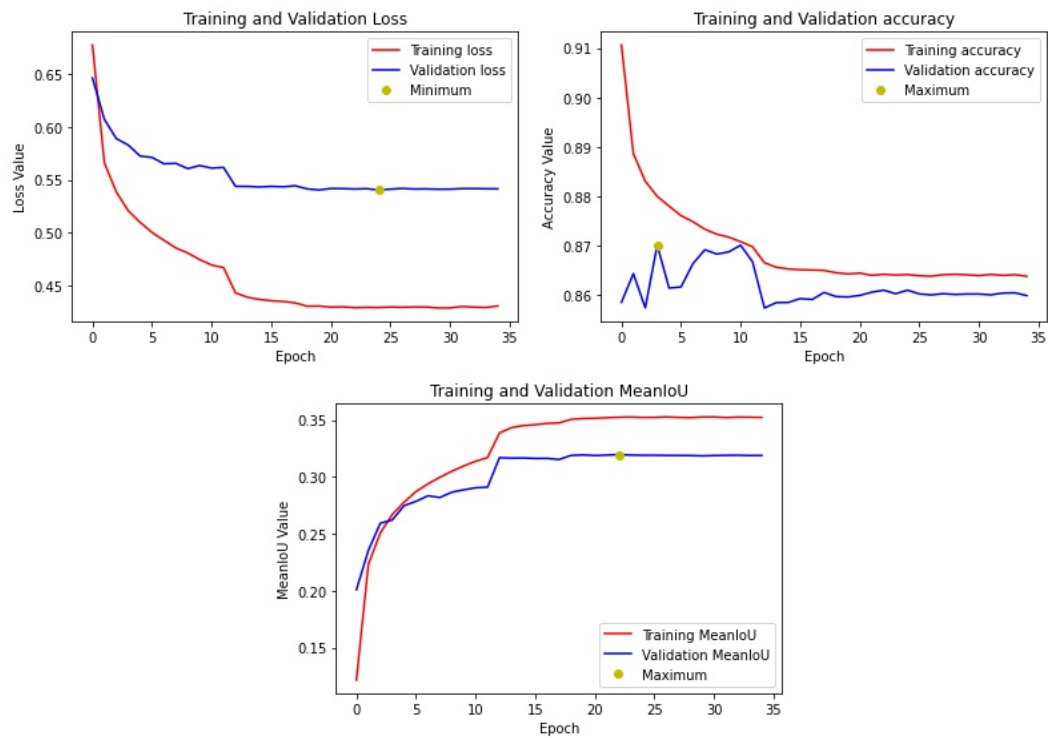 Training and Validation Loss
Training loss
Validation loss
Minimum
Loss Value
0.65
0.60
0.55
0.50
0.45
0 5 10 15 20 25 30 35
Epoch
Training and Validation accuracy
Training accuracy
Validation accuracy
Maximum
Accuracy Value
0.91
0.90
0.89
0.88
0.87
0.86
0 5 10 15 20 25 30 35
Epoch
Training and Validation MeanIoU
MeanIoU Value
0.35
0.30
0.25
0.20
0.15
Training MeanIoU
Validation MeanIoU
Maximum
0 5 10 15 20 25 30 35
Epoch